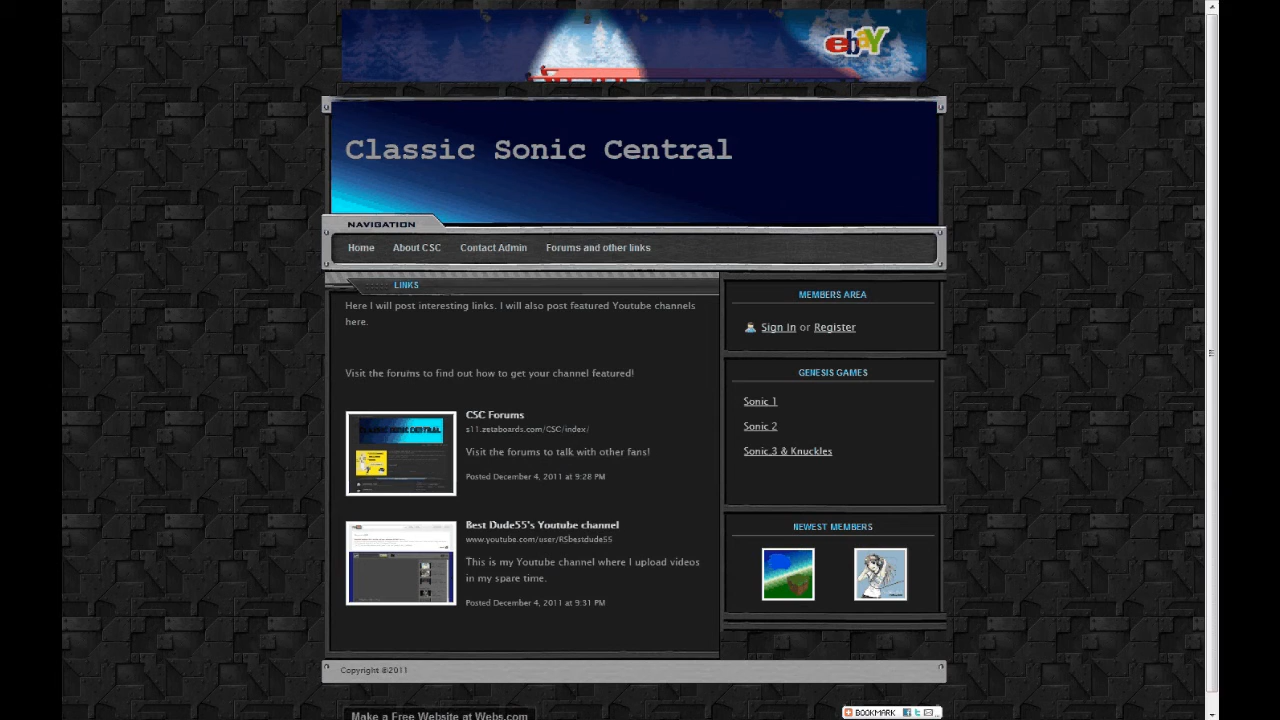 ebaY
Classic Sonic Central
NAVIGATION
Home About CSC Contact Admin Forums and other links
LINKS
Here I will post interesting links. I will also post featured Youtube channels
here.
Visit the forums to find out how to get your channel featured!
CLASSIC SONIC CENTRAL
CSC Forums
s11.zetaboards.com/CSC/index/
Visit the forums to talk with other fans!
Posted December 4, 2011 at 9:28 PM
Best Dude55's Youtube channel
www.youtube.com/user/RSbestdude55
This is my Youtube channel where I upload videos
in my spare time.
Posted December 4, 2011 at 9:31 PM
MEMBERS AREA
Sign In or Register
GENESIS GAMES
Sonic 1
Sonic 2
Sonic 3 & Knuckles
NEWEST MEMBERS
Copyright ©2011
Make a Free Website at Webs.com
BOOKMARK